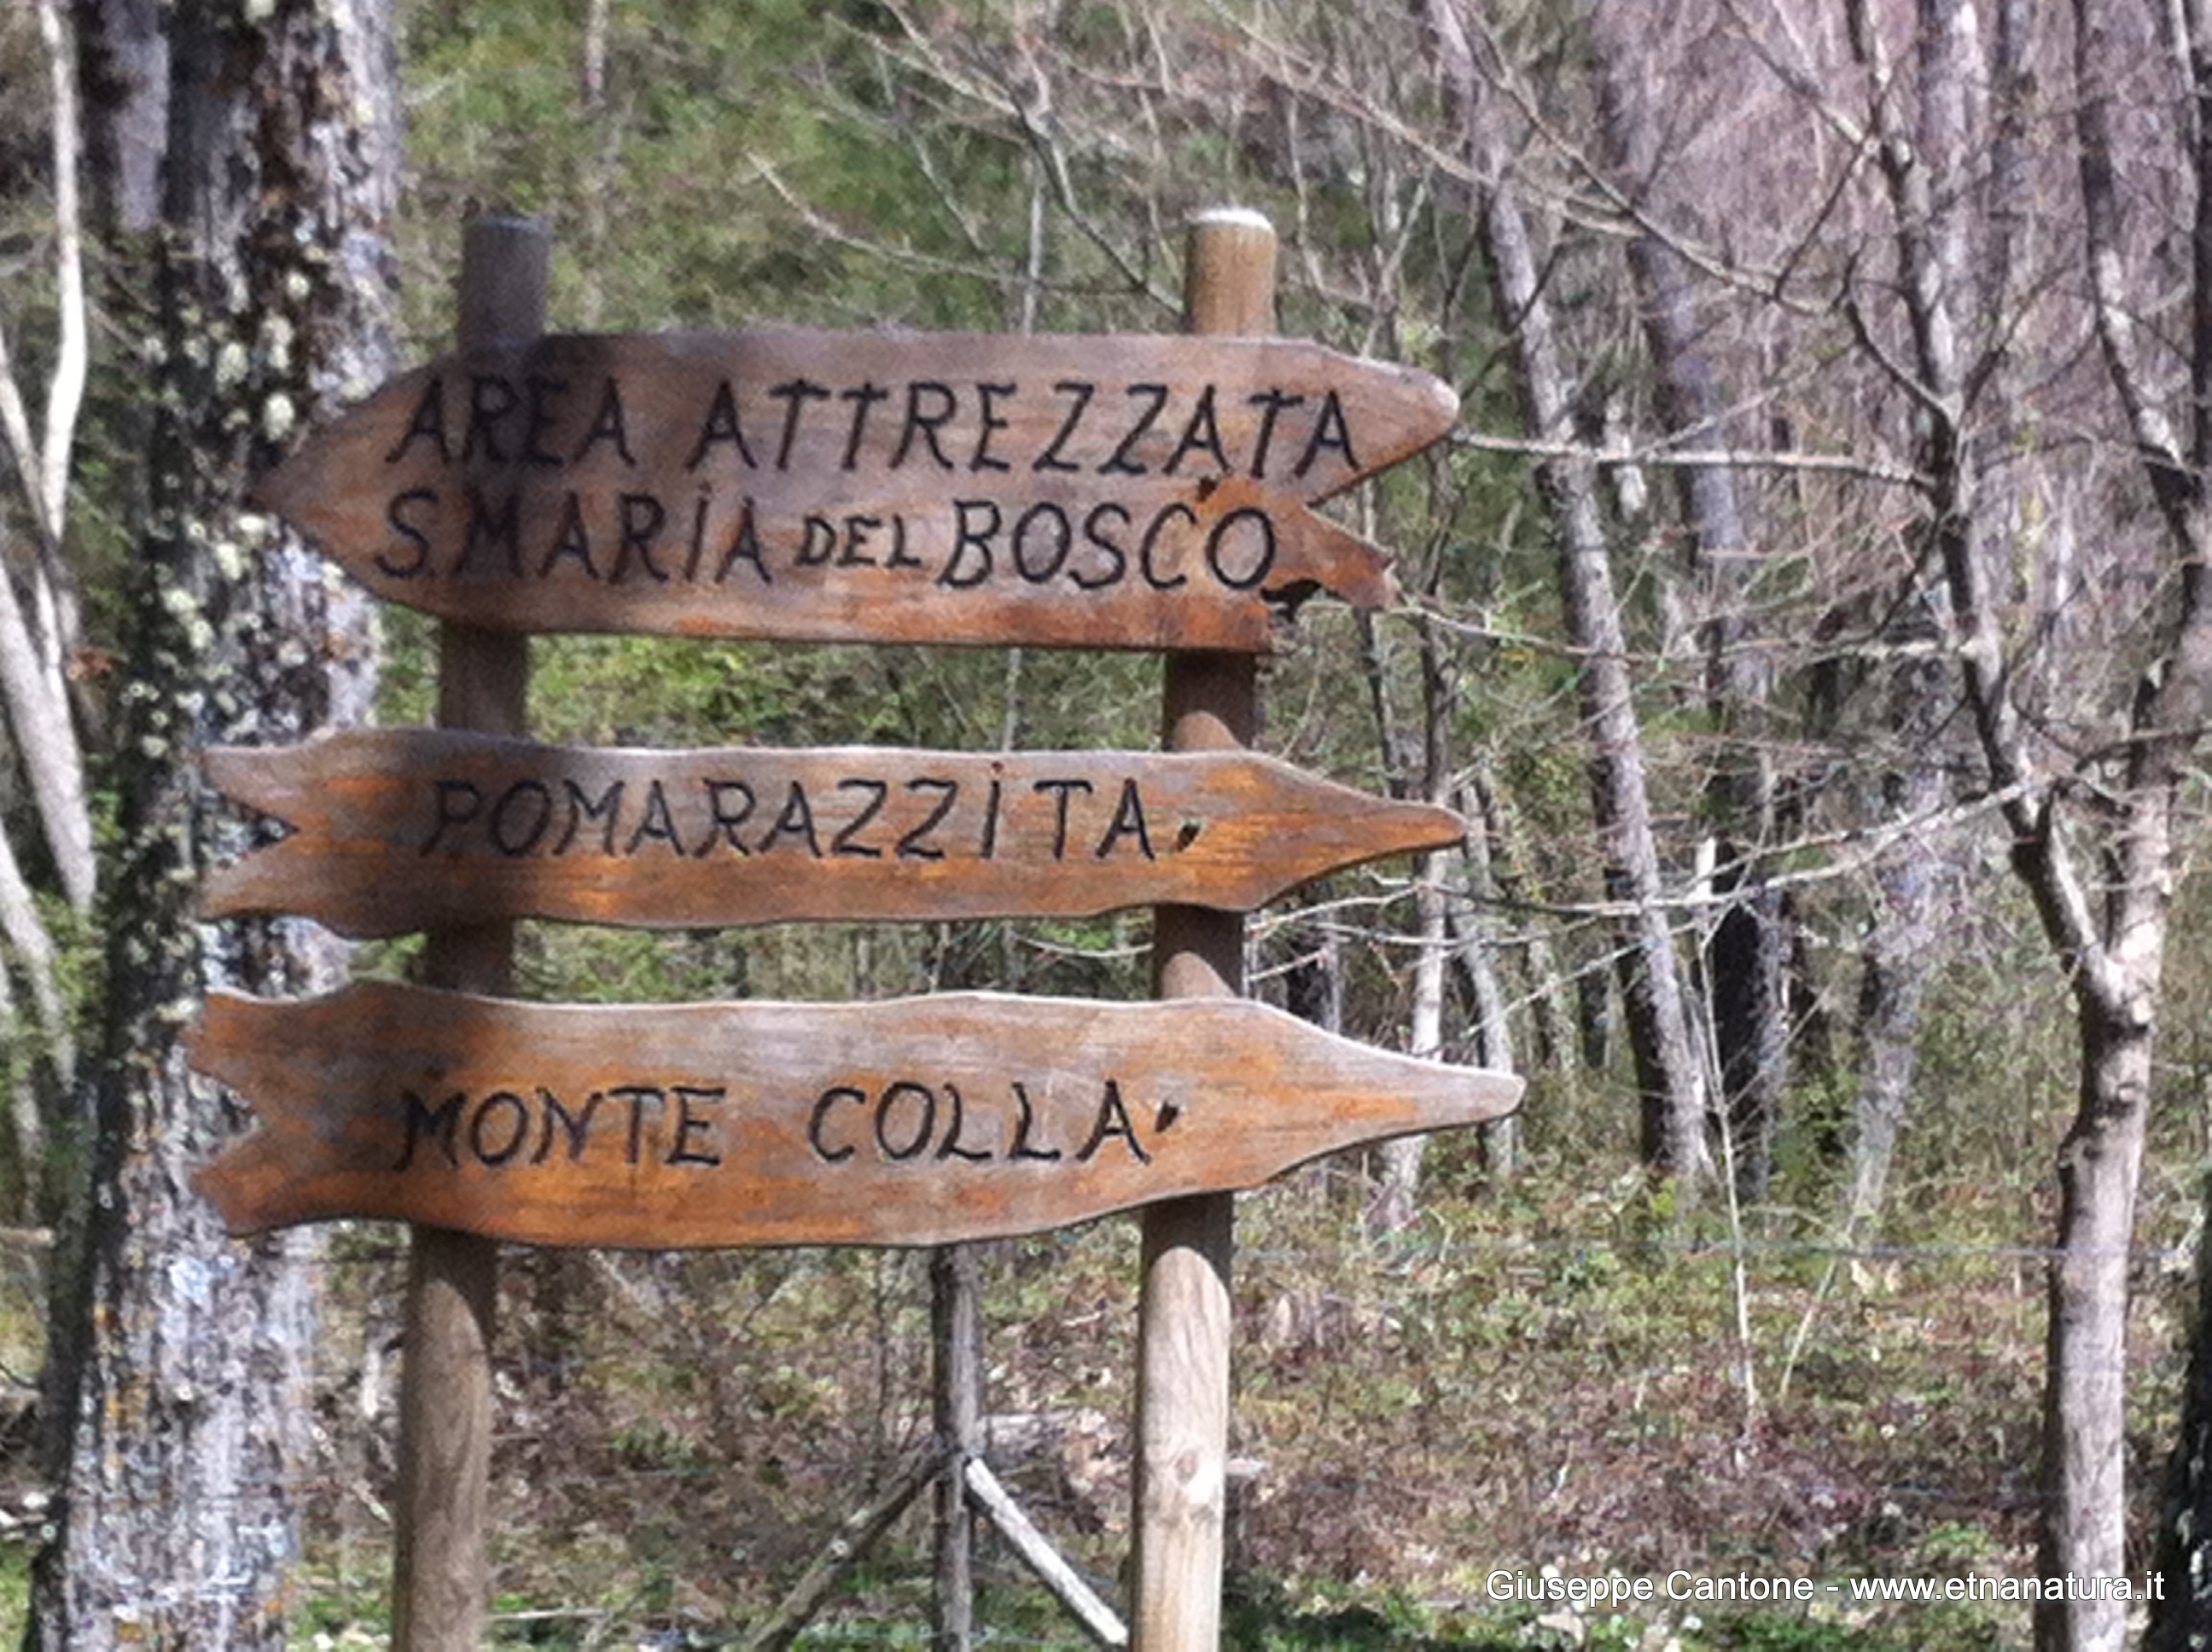 AREA ATTREZZATA
S.MARIA DEL BOSCO
POMARAZZITA
MONTE COLLA
Giuseppe Cantone - www.etnanatura.it